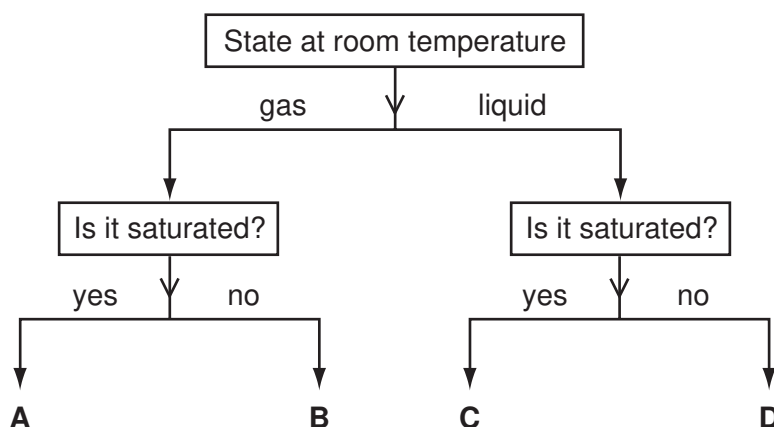 State at room temperature
gas liquid
Is it saturated? Is it saturated?
yes no yes no
A B C D